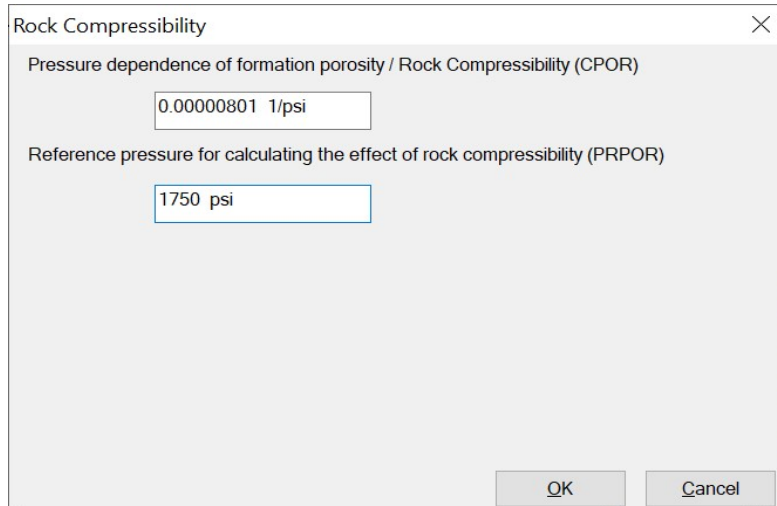 Rock Compressibility
Pressure dependence of formation porosity / Rock Compressibility (CPOR)
0.00000801 1/psi
Reference pressure for calculating the effect of rock compressibility (PRPOR)
1750 psi
OK Cancel